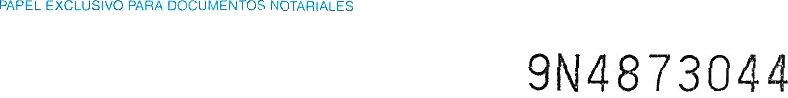 PAPEL EXCLUSIVO PARA DOCUMENTOS NOTARIALES
9N4873044